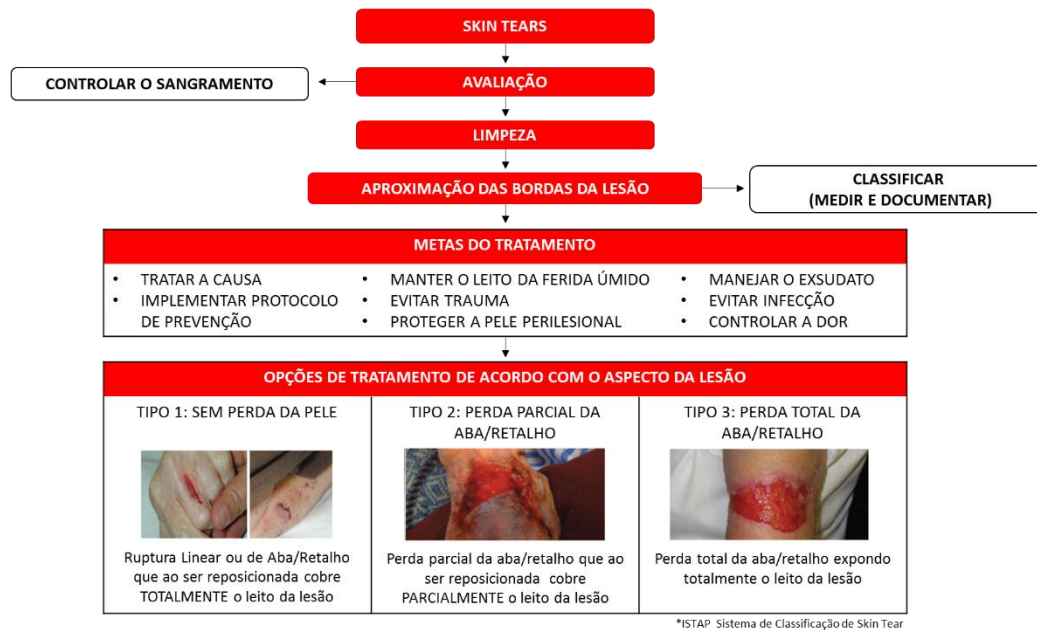 SKIN TEARS
CONTROLAR O SANGRAMENTO
AVALIAÇÃO
LIMPEZA
APROXIMAÇÃO DAS BORDAS DA LESÃO
CLASSIFICAR
(MEDIR E DOCUMENTAR)
METAS DO TRATAMENTO
• TRATAR A CAUSA
• IMPLEMENTAR PROTOCOLO
DE PREVENÇÃO
• MANTER O LEITO DA FERIDA ÚMIDO
• EVITAR TRAUMA
• PROTEGER A PELE PERILESIONAL
• MANEJAR O EXSUDATO
• EVITAR INFECÇÃO
• CONTROLAR A DOR
OPÇÕES DE TRATAMENTO DE ACORDO COM O ASPECTO DA LESÃO
TIPO 1: SEM PERDA DA PELE
Ruptura Linear ou de Aba/Retalho
que ao ser reposicionada cobre
TOTALMENTE o leito da lesão
TIPO 2: PERDA PARCIAL DA
ABA/RETALHO
Perda parcial da aba/retalho que ao
ser reposicionada cobre
PARCIALMENTE o leito da lesão
TIPO 3: PERDA TOTAL DA
ABA/RETALHO
Perda total da aba/retalho expondo
totalmente o leito da lesão
*ISTAP Sistema de Classificação de Skin Tear